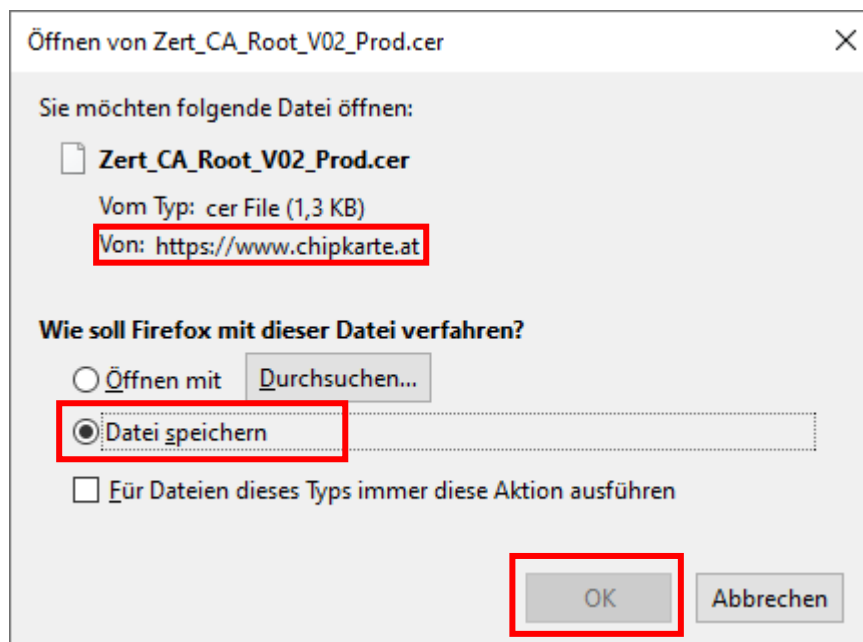 Öffnen von Zert_CA_Root_V02_Prod.cer
Sie möchten folgende Datei öffnen:
Zert_CA_Root_V02_Prod.cer
Vom Typ: cer File (1,3 KB)
Von: https://www.chipkarte.at
Wie soll Firefox mit dieser Datei verfahren?
Öffnen mit Durchsuchen...
Datei speichern
Für Dateien dieses Typs immer diese Aktion ausführen
OK Abbrechen